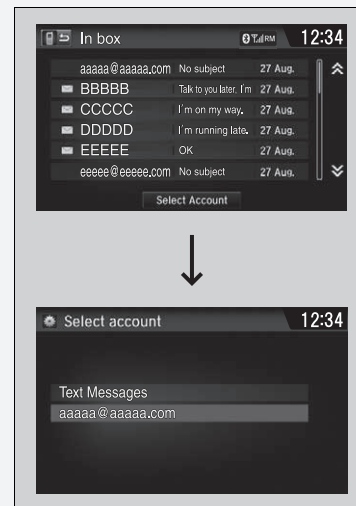 In box RM 12:34
aaaaa@aaaaa.com No subject 27 Aug.
BBBBB Talk to you later. I'm 27 Aug.
CCCCC I'm on my way. 27 Aug.
DDDDD I'm running late. 27 Aug.
EEEEE OK 27 Aug.
eeeee@eeeee.com No subject 27 Aug.
Select Account
Select account 12:34
Text Messages
aaaaa@aaaaa.com